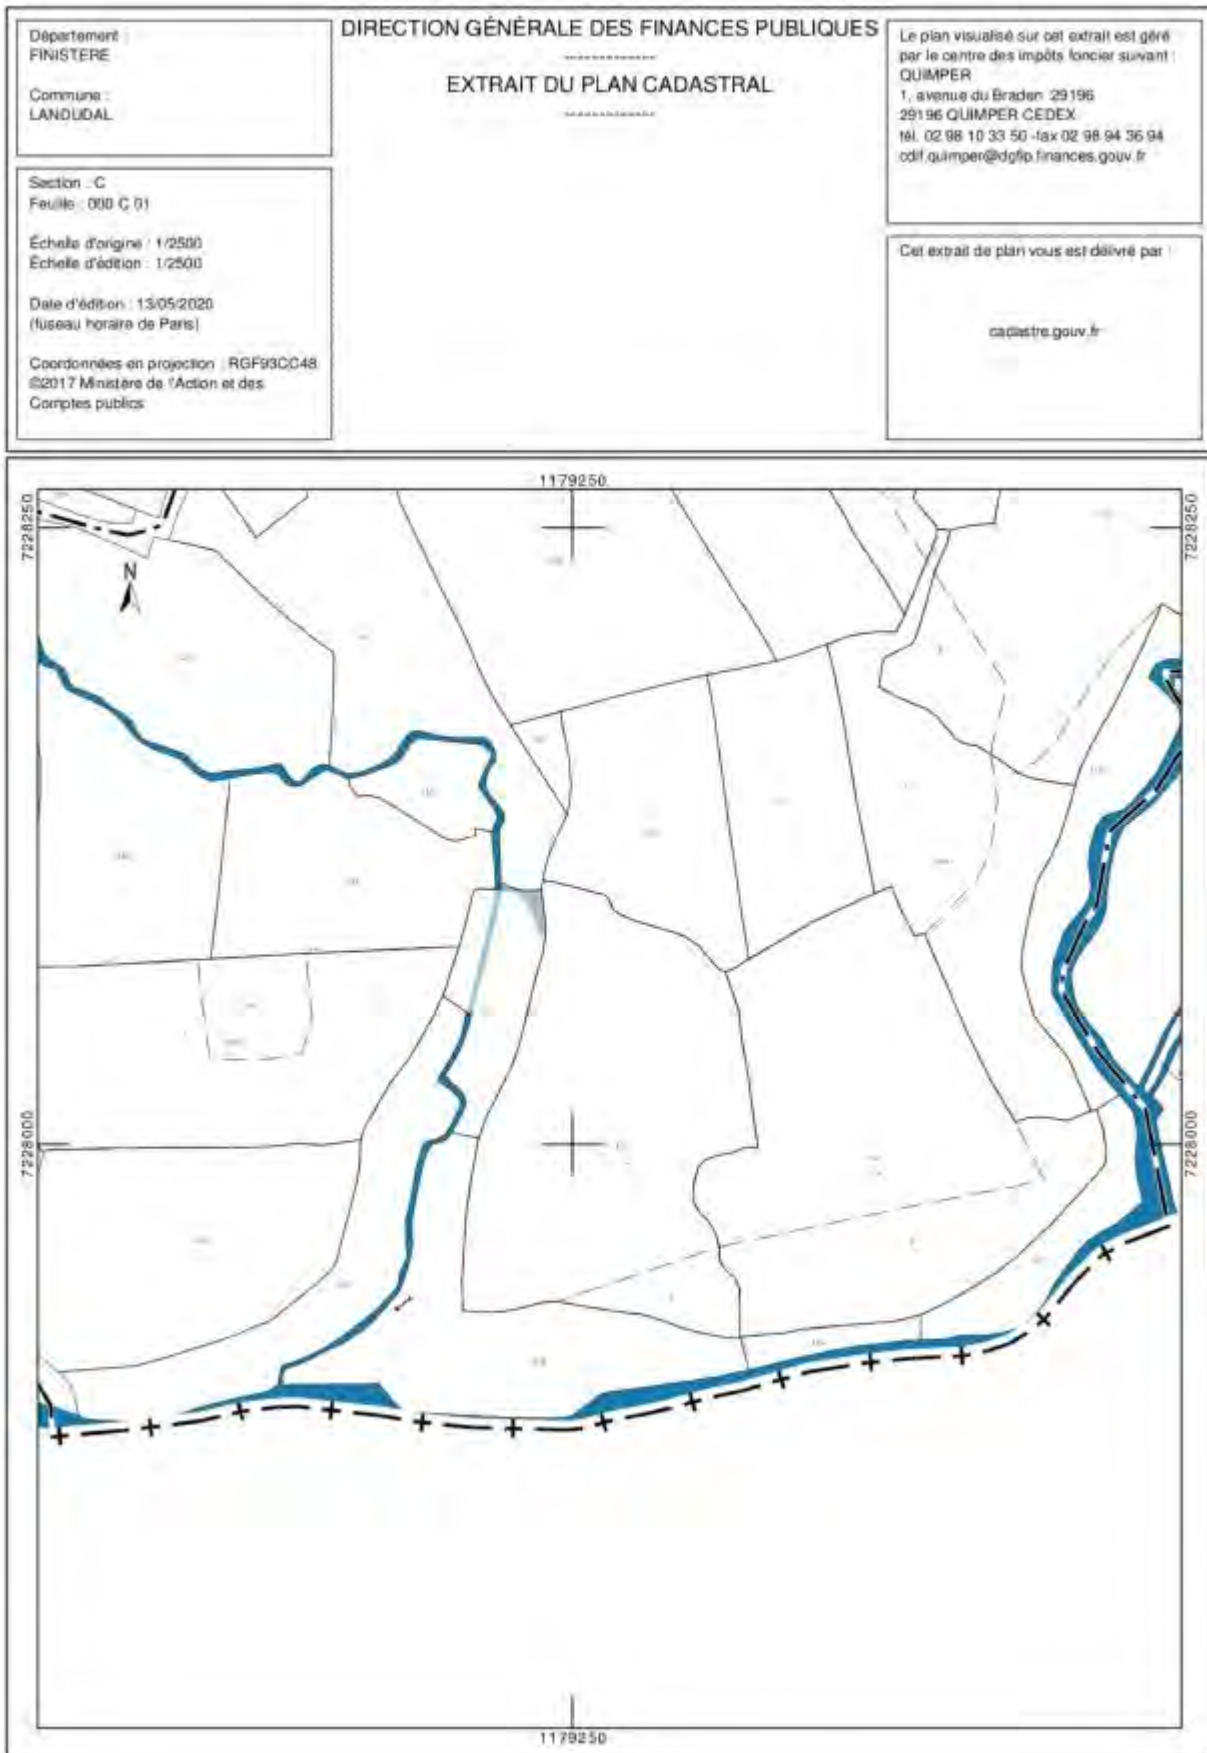 Département :
FINISTERE
Commune :
LANDUDAL
Section : C
Feuille : 000 C 01
Échelle d'origine : 1/2500
Échelle d'édition : 1/2500
Date d'édition : 13/05/2020
(fuseau horaire de Paris)
Coordonnées en projection : RGF93CC48
©2017 Ministère de l'Action et des
Comptes publics
DIRECTION GÉNÉRALE DES FINANCES PUBLIQUES
-------------
EXTRAIT DU PLAN CADASTRAL
-------------
Le plan visualisé sur cet extrait est géré
par le centre des impôts foncier suivant :
QUIMPER
1, avenue du Braden 29196
29196 QUIMPER CEDEX
tél. 02 98 10 33 50 -fax 02 98 94 36 94
cdif.quimper@dgfip.finances.gouv.fr
Cet extrait de plan vous est délivré par :
cadastre.gouv.fr
1179250
7228250
7228250
N
7228000
7228000
1179250